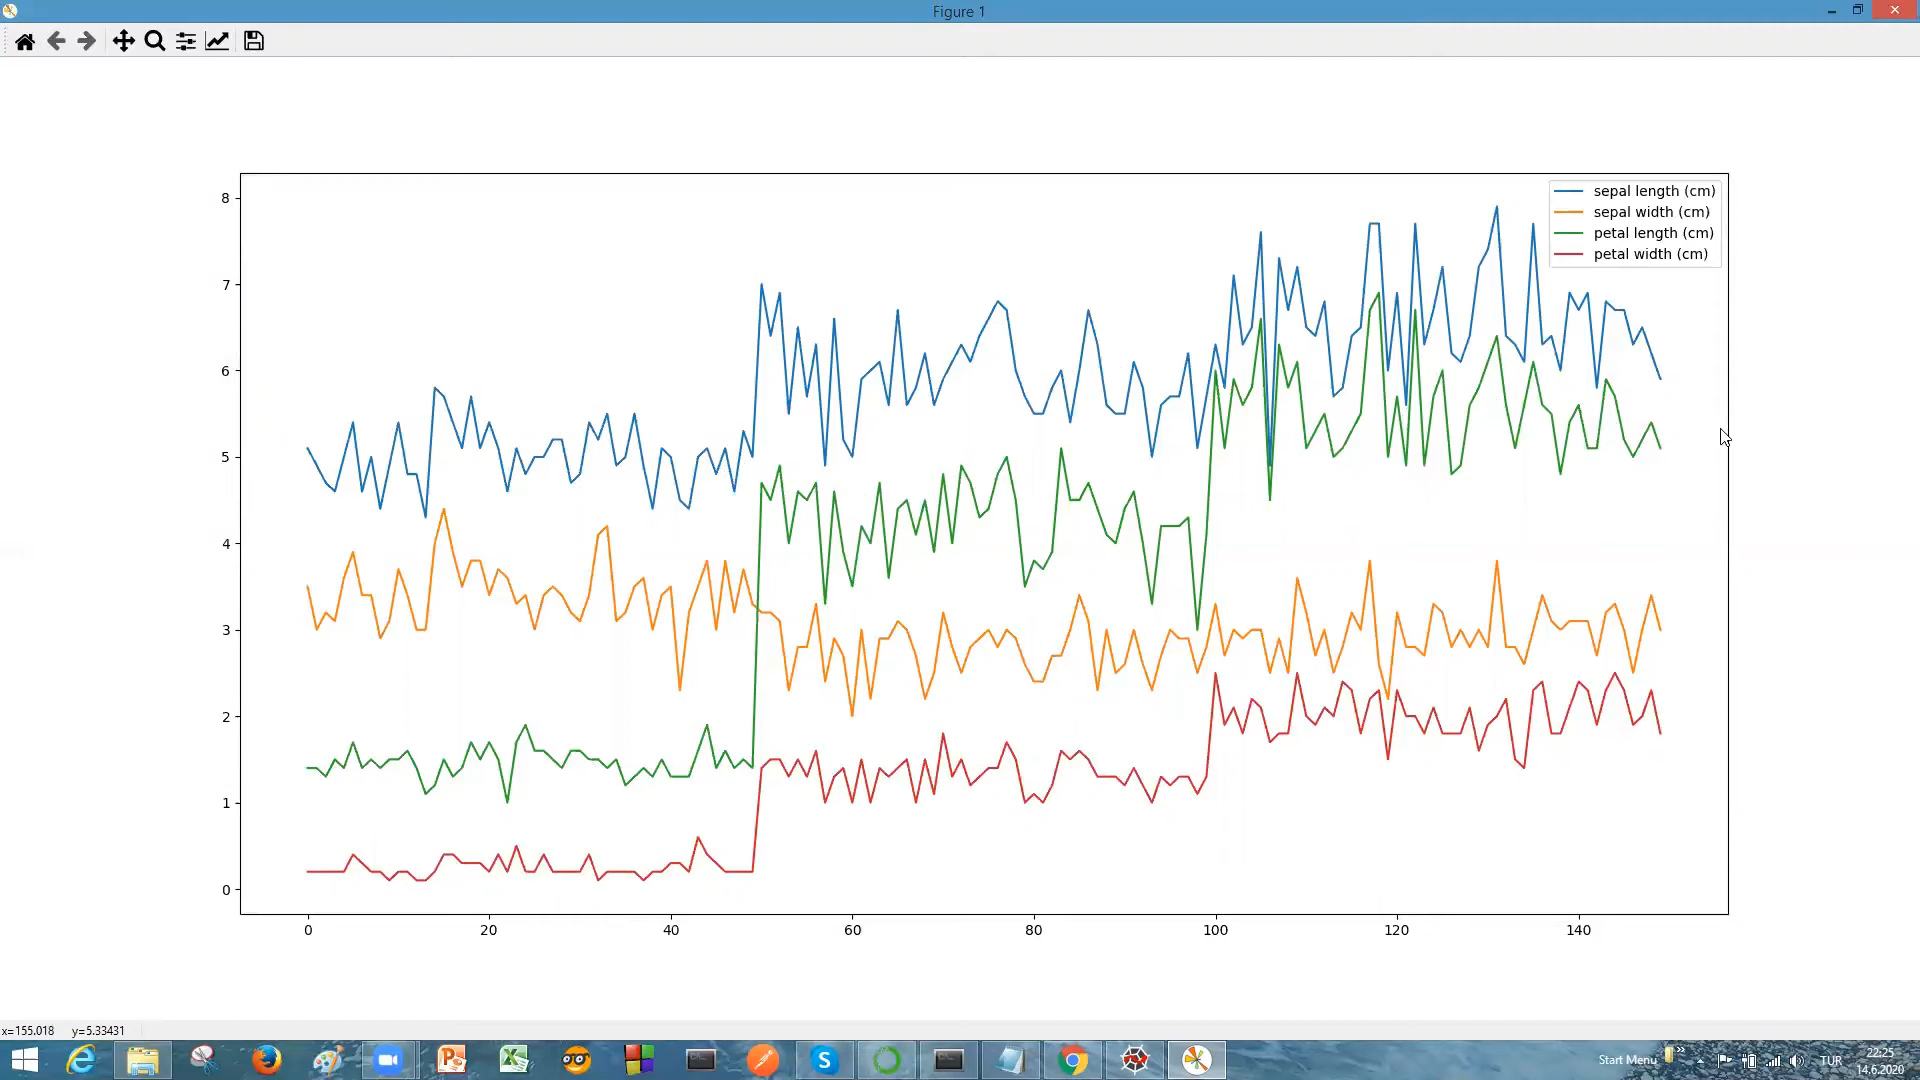 Figure 1
8
7
6
5
4
3
2
1
0
sepal length (cm)
sepal width (cm)
petal length (cm)
petal width (cm)
0 20 40 60 80 100 120 140
x=155.018 y=5.33431
Start Menu TUR 22:25
14.6.2020